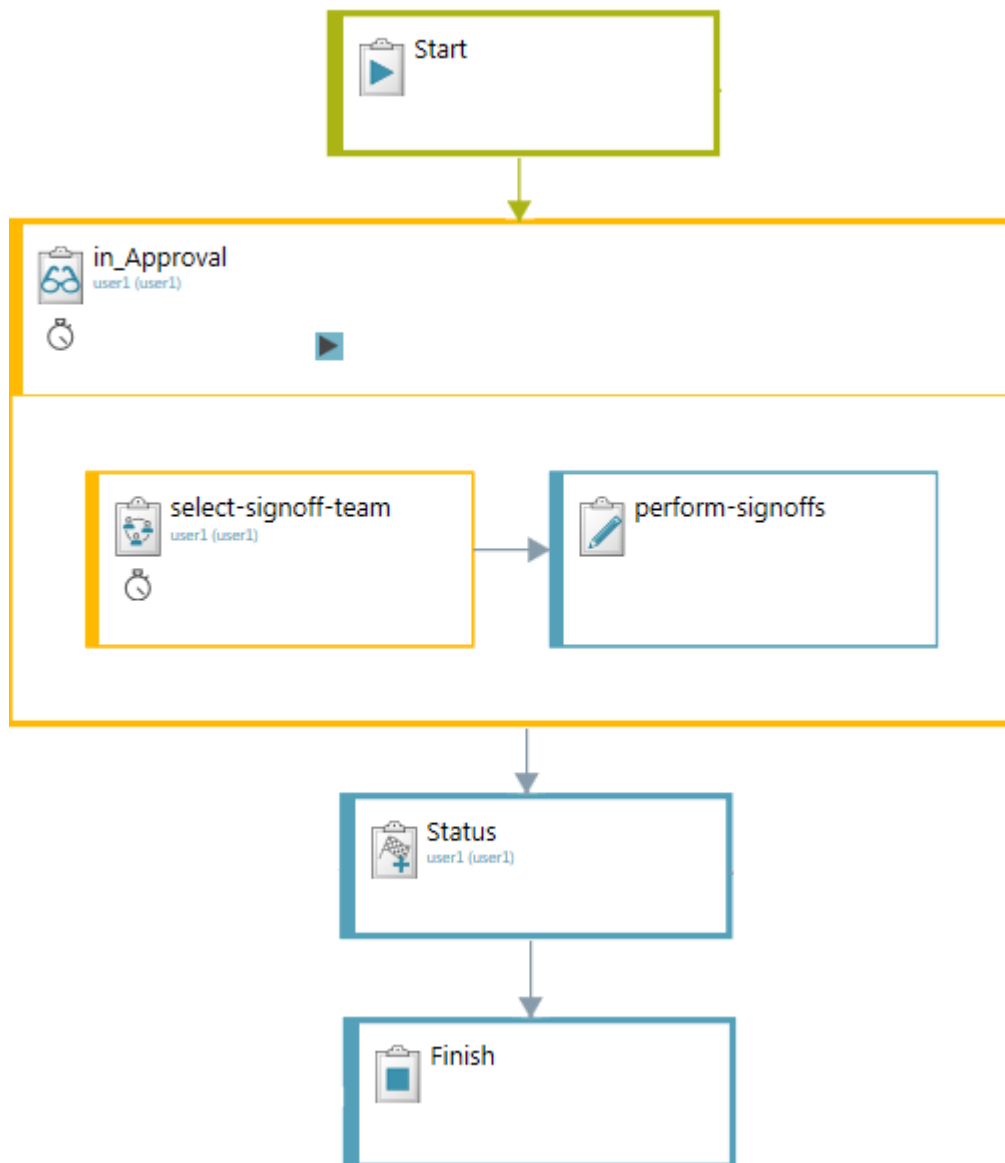 Start
in_Approval
user1 (user1)
select-signoff-team
user1 (user1)
perform-signoffs
Status
user1 (user1)
Finish